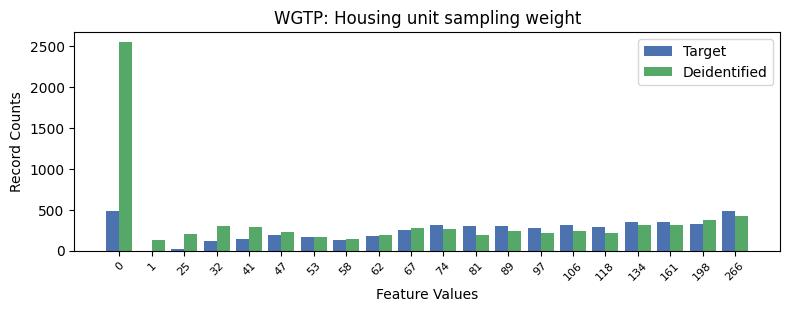 WGTP: Housing unit sampling weight
Target
Deidentified
Record Counts
2500
2000
1500
1000
500
0
0 1 25 32 41 47 53 58 62 67 74 81 89 97 106 118 134 161 198 266
Feature Values